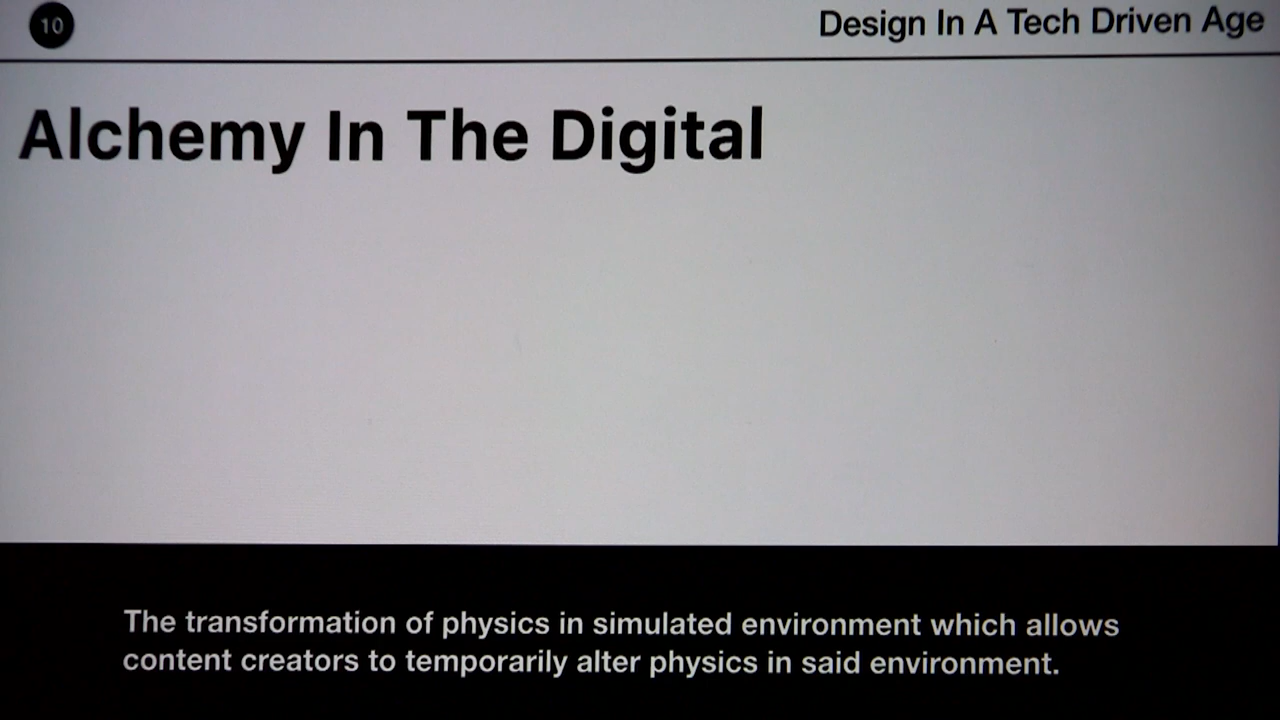 10
Design In A Tech Driven Age
Alchemy In The Digital
The transformation of physics in simulated environment which allows
content creators to temporarily alter physics in said environment.